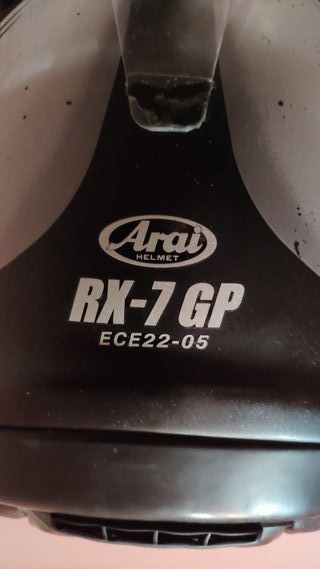 Arai
HELMET
RX-7 GP
ECE22-05